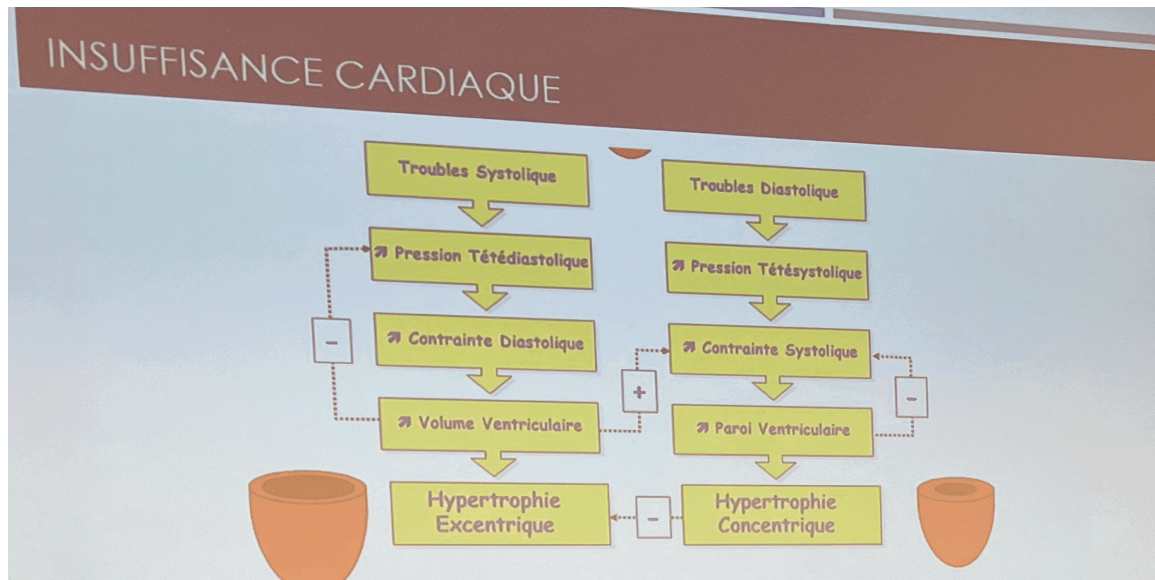 INSUFFISANCE CARDIAQUE
Troubles Systolique
↗ Pression Tétédiastolique
↗ Contrainte Diastolique
↗ Volume Ventriculaire
Hypertrophie
Excentrique
Troubles Diastolique
↗ Pression Tétésystolique
↗ Contrainte Systolique
↗ Paroi Ventriculaire
Hypertrophie
Concentrique
-
+
-
-